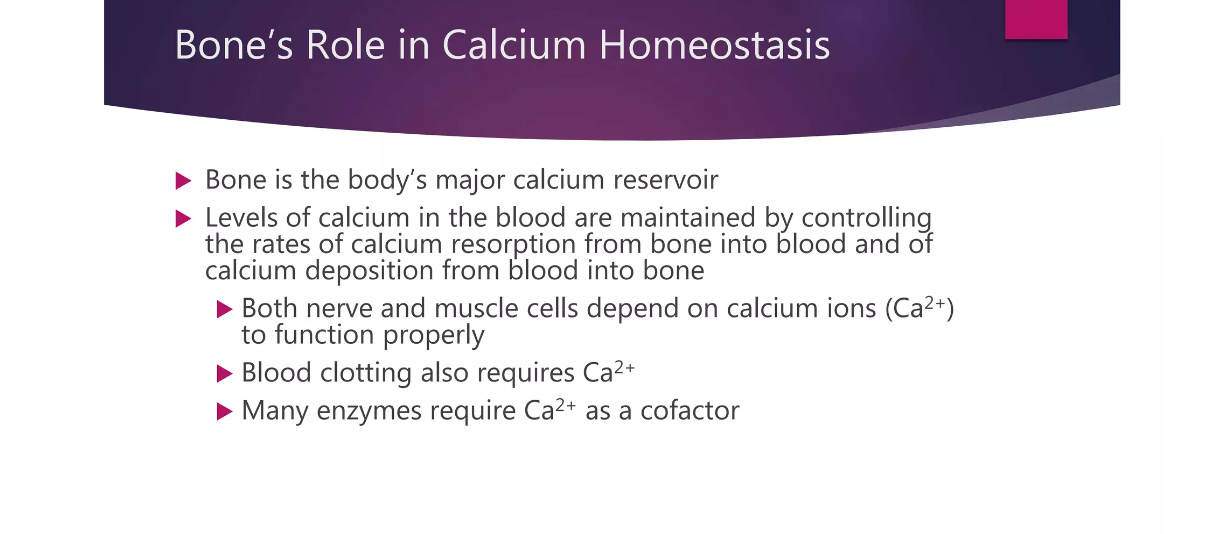 Bone’s Role in Calcium Homeostasis
Bone is the body’s major calcium reservoir
Levels of calcium in the blood are maintained by controlling
the rates of calcium resorption from bone into blood and of
calcium deposition from blood into bone
Both nerve and muscle cells depend on calcium ions (Ca²⁺)
to function properly
Blood clotting also requires Ca²⁺
Many enzymes require Ca²⁺ as a cofactor